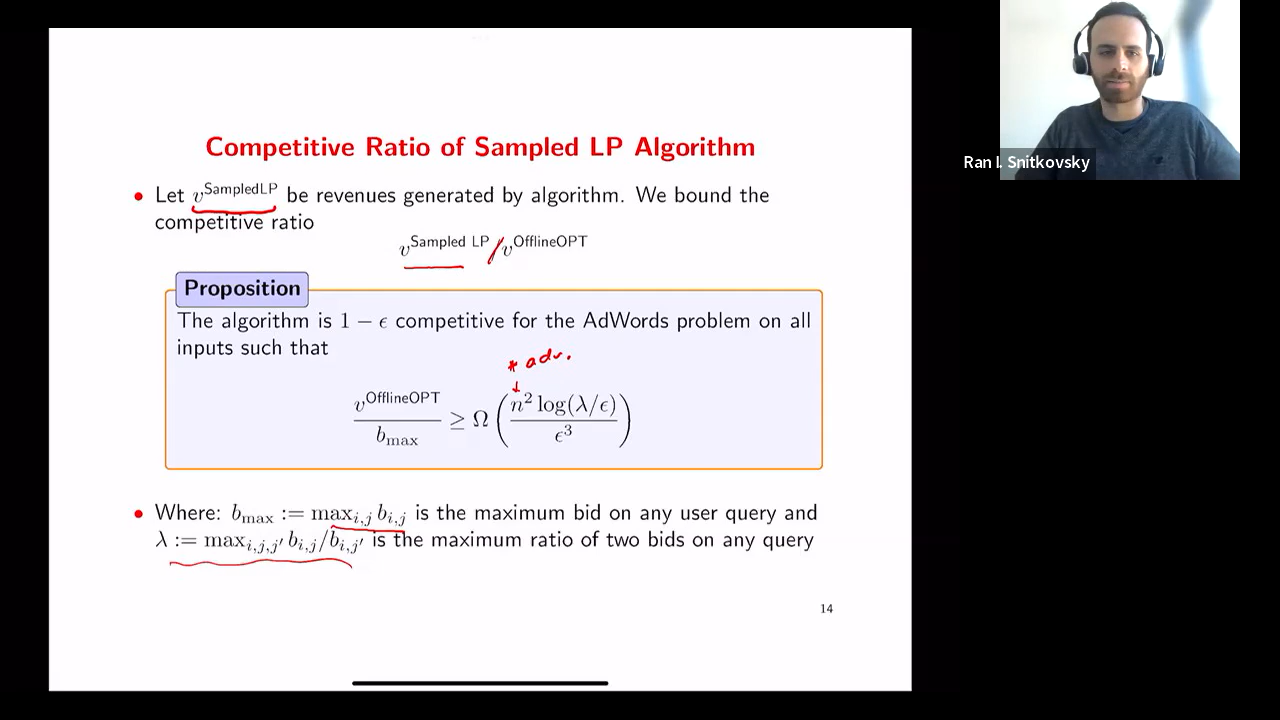 Competitive Ratio of Sampled LP Algorithm
• Let v^SampledLP be revenues generated by algorithm. We bound the
competitive ratio
v^Sampled LP / v^OfflineOPT
Proposition
The algorithm is 1 − ϵ competitive for the AdWords problem on all
inputs such that
# adv.
v^OfflineOPT / b_max ≥ Ω ( n² log(λ/ϵ) / ϵ³ )
• Where: b_max := max_{i,j} b_{i,j} is the maximum bid on any user query and
λ := max_{i,j,j′} b_{i,j}/b_{i,j′} is the maximum ratio of two bids on any query
14
Ran I. Snitkovsky